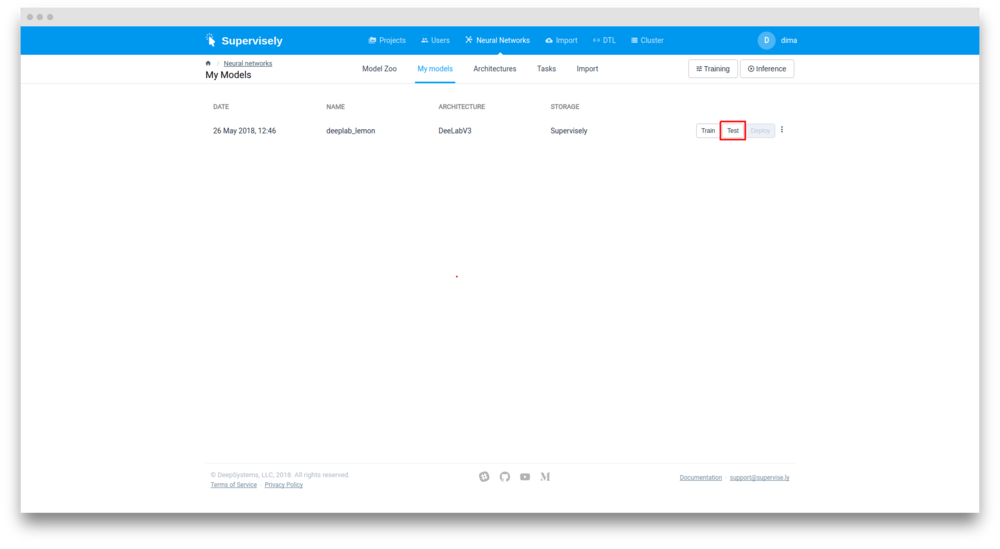 Supervisely
Projects Users Neural Networks Import DTL Cluster
D dima
/ Neural networks
My Models
Model Zoo My models Architectures Tasks Import
Training Inference
DATE NAME ARCHITECTURE STORAGE
26 May 2018, 12:46 deeplab_lemon DeeLabV3 Supervisely Train Test Deploy
© DeepSystems, LLC, 2018. All rights reserved.
Terms of Service · Privacy Policy
Documentation · support@supervise.ly